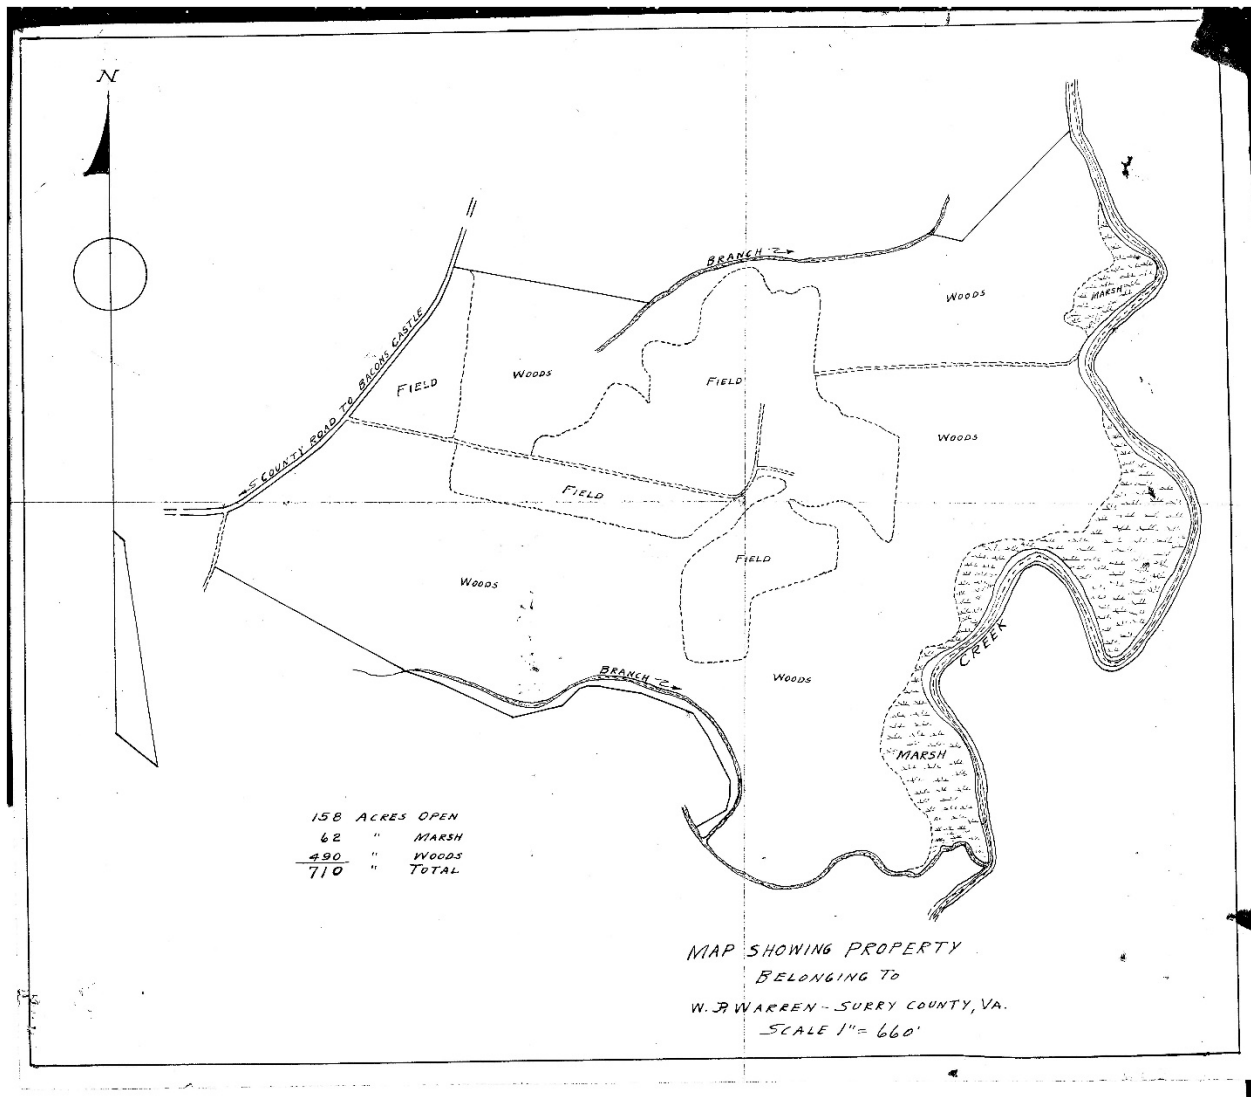 N
BRANCH
WOODS
MARSH
COUNTY ROAD TO BACONS CASTLE
FIELD
WOODS
FIELD
WOODS
FIELD
FIELD
WOODS
CREEK
BRANCH
WOODS
MARSH
158 ACRES OPEN
62 " MARSH
490 " WOODS
710 " TOTAL
MAP SHOWING PROPERTY
BELONGING TO
W. P. WARREN - SURRY COUNTY, VA.
SCALE 1" = 660'